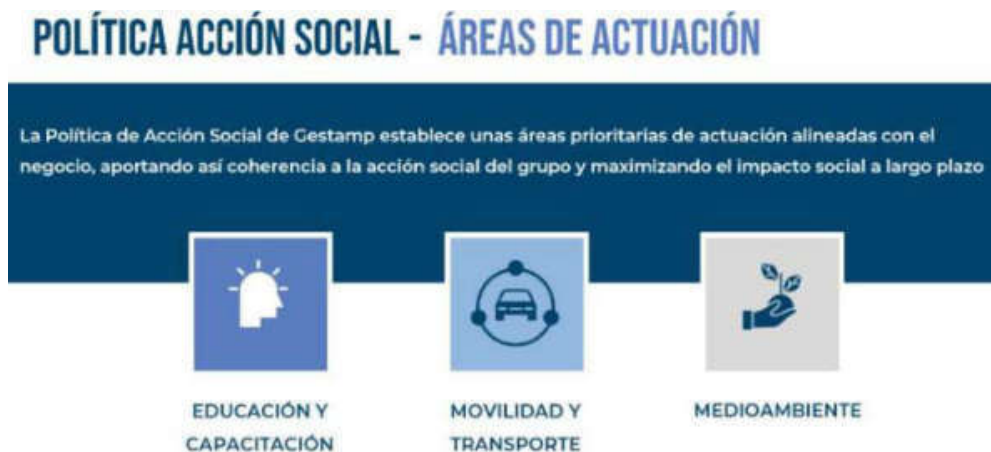 POLÍTICA ACCIÓN SOCIAL - ÁREAS DE ACTUACIÓN
La Política de Acción Social de Gestamp establece unas áreas prioritarias de actuación alineadas con el
negocio, aportando así coherencia a la acción social del grupo y maximizando el impacto social a largo plazo
EDUCACIÓN Y
CAPACITACIÓN
MOVILIDAD Y
TRANSPORTE
MEDIOAMBIENTE